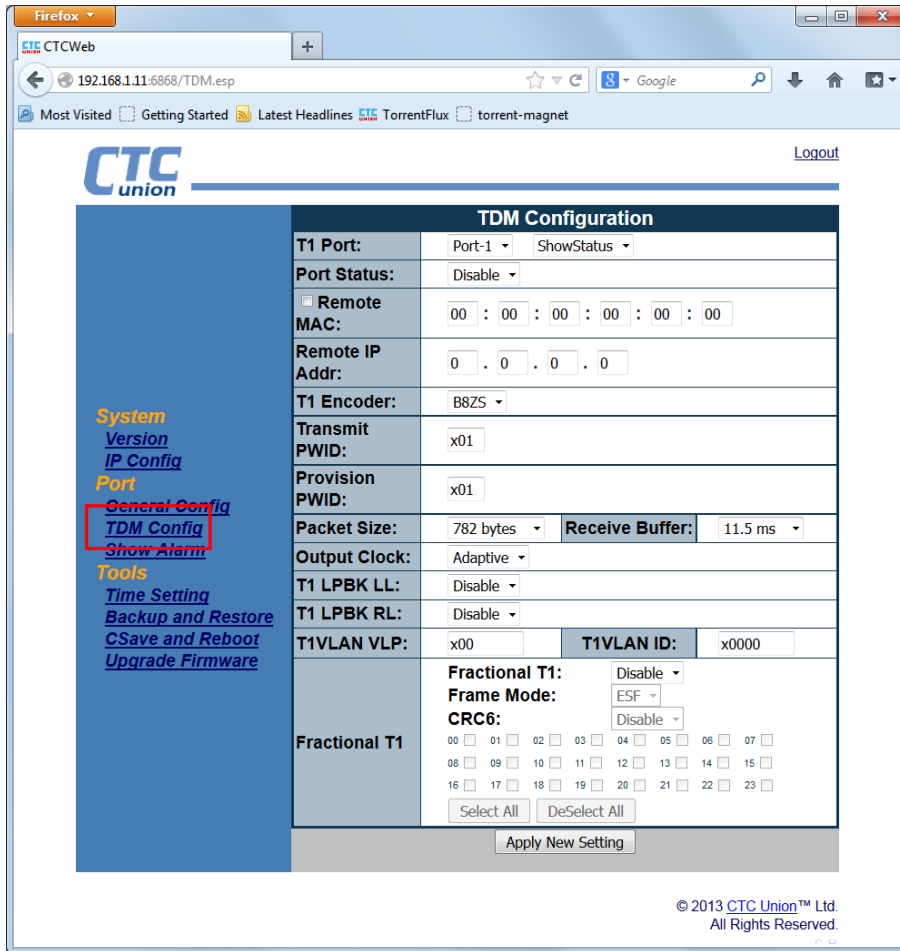 Firefox
CTC UNION CTCWeb
+
192.168.1.11:6868/TDM.esp
8 Google
Most Visited Getting Started Latest Headlines CTC UNION TorrentFlux torrent-magnet
CTC union
Logout
System
Version
IP Config
Port
General Config
TDM Config
Show Alarm
Tools
Time Setting
Backup and Restore
CSave and Reboot
Upgrade Firmware
TDM Configuration
T1 Port: Port-1 ShowStatus
Port Status: Disable
Remote MAC: 00 : 00 : 00 : 00 : 00 : 00
Remote IP Addr: 0 . 0 . 0 . 0
T1 Encoder: B8ZS
Transmit PWID: x01
Provision PWID: x01
Packet Size: 782 bytes Receive Buffer: 11.5 ms
Output Clock: Adaptive
T1 LPBK LL: Disable
T1 LPBK RL: Disable
T1VLAN VLP: x00 T1VLAN ID: x0000
Fractional T1
Fractional T1: Disable
Frame Mode: ESF
CRC6: Disable
00 01 02 03 04 05 06 07
08 09 10 11 12 13 14 15
16 17 18 19 20 21 22 23
Select All DeSelect All
Apply New Setting
© 2013 CTC Union™ Ltd.
All Rights Reserved.